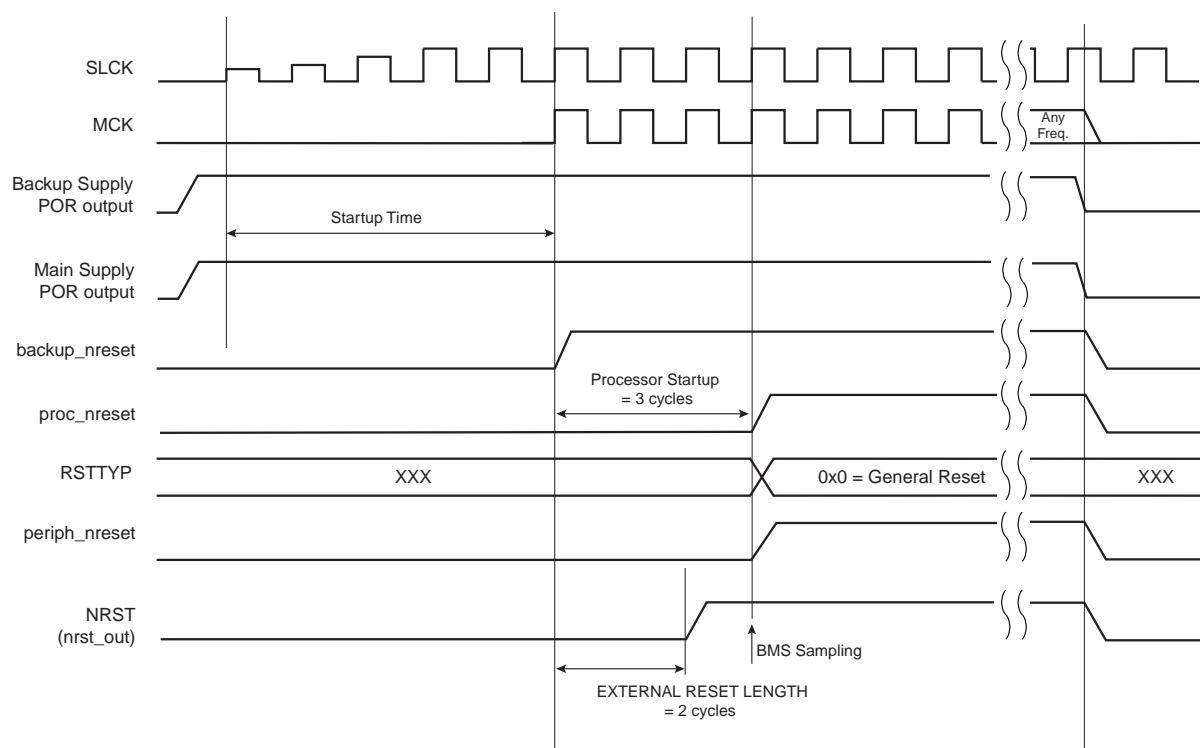 SLCK
MCK
Any
Freq.
Backup Supply
POR output
Startup Time
Main Supply
POR output
backup_nreset
Processor Startup
= 3 cycles
proc_nreset
RSTTYP
XXX
0x0 = General Reset
XXX
periph_nreset
NRST
(nrst_out)
BMS Sampling
EXTERNAL RESET LENGTH
= 2 cycles